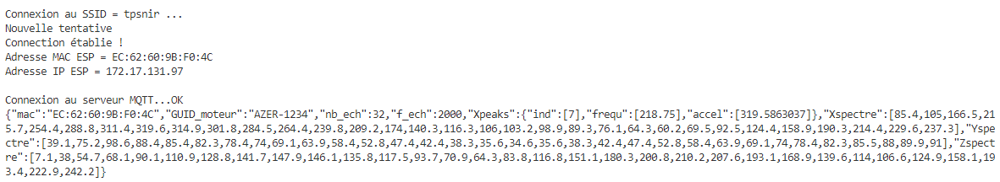 Connexion au SSID = tpsnir ...
Nouvelle tentative
Connection établie !
Adresse MAC ESP = EC:62:60:9B:F0:4C
Adresse IP ESP = 172.17.131.97
Connexion au serveur MQTT...OK
{"mac":"EC:62:60:9B:F0:4C","GUID_moteur":"AZER-1234","nb_ech":32,"f_ech":2000,"Xpeaks":{"ind":[7],"frequ":[218.75],"accel":[319.5863037]},"Xspectre":[85.4,105,166.5,21
5.7,254.4,288.8,311.4,319.6,314.9,301.8,284.5,264.4,239.8,209.2,174,140.3,116.3,106,103.2,98.9,89.3,76.1,64.3,60.2,69.5,92.5,124.4,158.9,190.3,214.4,229.6,237.3],"Yspe
ctre":[39.1,75.2,98.6,88.4,85.4,82.3,78.4,74,69.1,63.9,58.4,52.8,47.4,42.4,38.3,35.6,34.6,35.6,38.3,42.4,47.4,52.8,58.4,63.9,69.1,74,78.4,82.3,85.5,88,89.9,91],"Zspect
re":[7.1,38,54.7,68.1,90.1,110.9,128.8,141.7,147.9,146.1,135.8,117.5,93.7,70.9,64.3,83.8,116.8,151.1,180.3,200.8,210.2,207.6,193.1,168.9,139.6,114,106.6,124.9,158.1,19
3.4,222.9,242.2]}